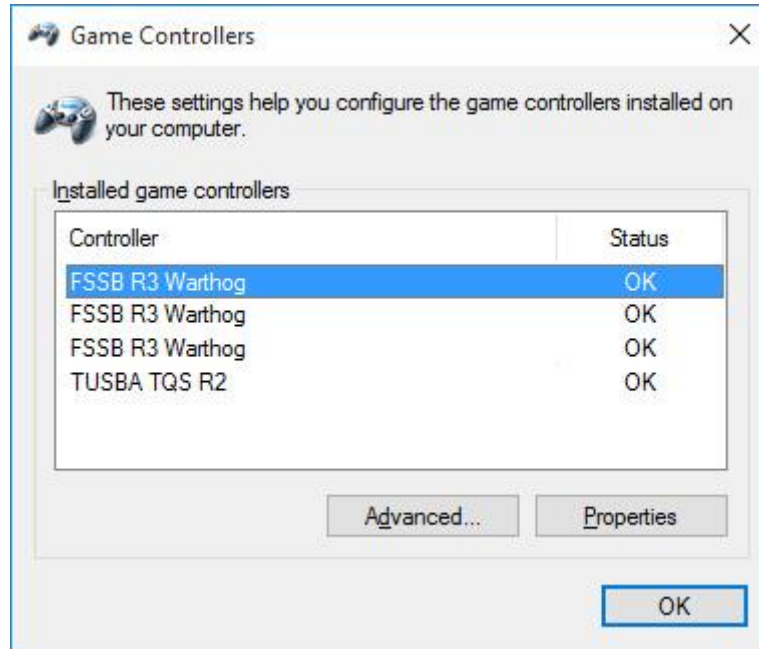 Game Controllers
These settings help you configure the game controllers installed on
your computer.
Installed game controllers
Controller Status
FSSB R3 Warthog OK
FSSB R3 Warthog OK
FSSB R3 Warthog OK
TUSBA TQS R2 OK
Advanced... Properties
OK